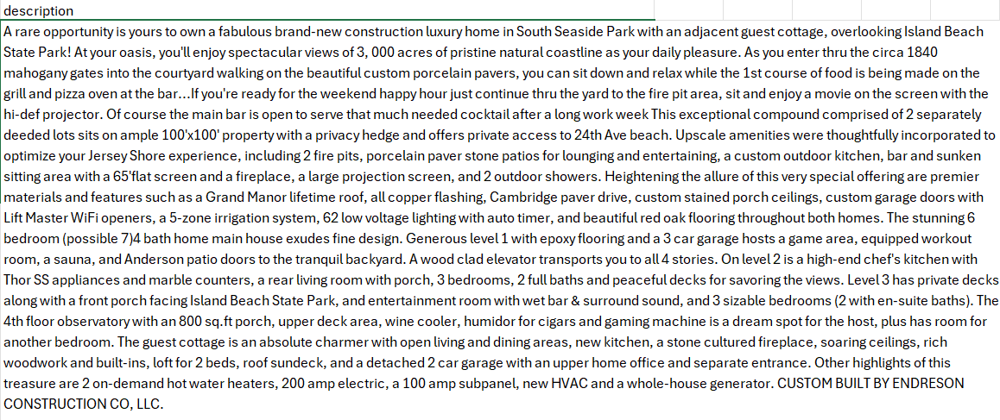 description
A rare opportunity is yours to own a fabulous brand-new construction luxury home in South Seaside Park with an adjacent guest cottage, overlooking Island Beach
State Park! At your oasis, you'll enjoy spectacular views of 3, 000 acres of pristine natural coastline as your daily pleasure. As you enter thru the circa 1840
mahogany gates into the courtyard walking on the beautiful custom porcelain pavers, you can sit down and relax while the 1st course of food is being made on the
grill and pizza oven at the bar...If you're ready for the weekend happy hour just continue thru the yard to the fire pit area, sit and enjoy a movie on the screen with the
hi-def projector. Of course the main bar is open to serve that much needed cocktail after a long work week This exceptional compound comprised of 2 separately
deeded lots sits on ample 100'x100' property with a privacy hedge and offers private access to 24th Ave beach. Upscale amenities were thoughtfully incorporated to
optimize your Jersey Shore experience, including 2 fire pits, porcelain paver stone patios for lounging and entertaining, a custom outdoor kitchen, bar and sunken
sitting area with a 65'flat screen and a fireplace, a large projection screen, and 2 outdoor showers. Heightening the allure of this very special offering are premier
materials and features such as a Grand Manor lifetime roof, all copper flashing, Cambridge paver drive, custom stained porch ceilings, custom garage doors with
Lift Master WiFi openers, a 5-zone irrigation system, 62 low voltage lighting with auto timer, and beautiful red oak flooring throughout both homes. The stunning 6
bedroom (possible 7)4 bath home main house exudes fine design. Generous level 1 with epoxy flooring and a 3 car garage hosts a game area, equipped workout
room, a sauna, and Anderson patio doors to the tranquil backyard. A wood clad elevator transports you to all 4 stories. On level 2 is a high-end chef's kitchen with
Thor SS appliances and marble counters, a rear living room with porch, 3 bedrooms, 2 full baths and peaceful decks for savoring the views. Level 3 has private decks
along with a front porch facing Island Beach State Park, and entertainment room with wet bar & surround sound, and 3 sizable bedrooms (2 with en-suite baths). The
4th floor observatory with an 800 sq.ft porch, upper deck area, wine cooler, humidor for cigars and gaming machine is a dream spot for the host, plus has room for
another bedroom. The guest cottage is an absolute charmer with open living and dining areas, new kitchen, a stone cultured fireplace, soaring ceilings, rich
woodwork and built-ins, loft for 2 beds, roof sundeck, and a detached 2 car garage with an upper home office and separate entrance. Other highlights of this
treasure are 2 on-demand hot water heaters, 200 amp electric, a 100 amp subpanel, new HVAC and a whole-house generator. CUSTOM BUILT BY ENDRESON
CONSTRUCTION CO, LLC.